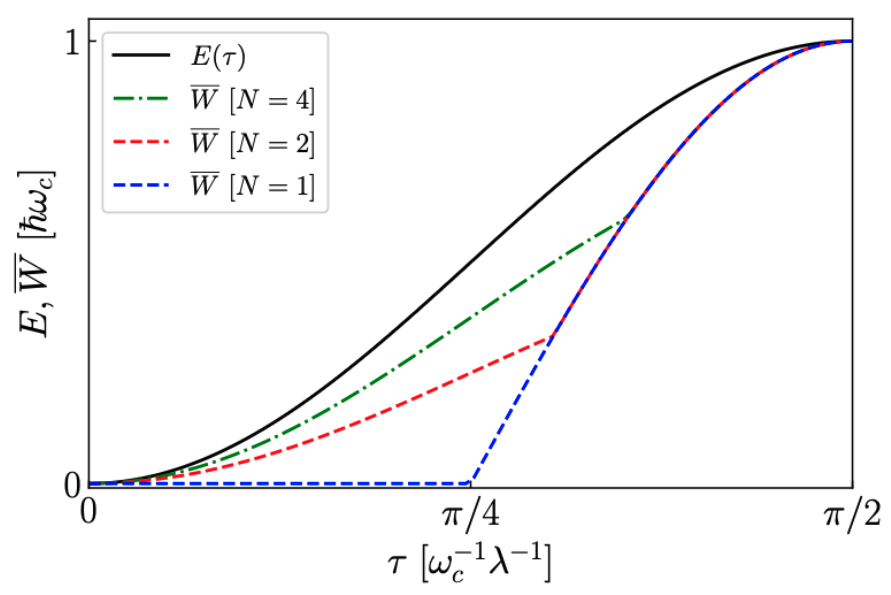 1
E(τ)
W̅ [N = 4]
W̅ [N = 2]
W̅ [N = 1]
E, W̅ [ħω_c]
0
0 π/4 π/2
τ [ω_c^{-1}λ^{-1}]